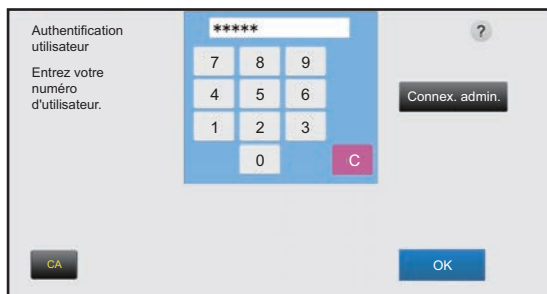 Authentification
utilisateur
Entrez votre
numéro
d'utilisateur.
*****
?
7 8 9
4 5 6
1 2 3
0 C
Connex. admin.
CA
OK